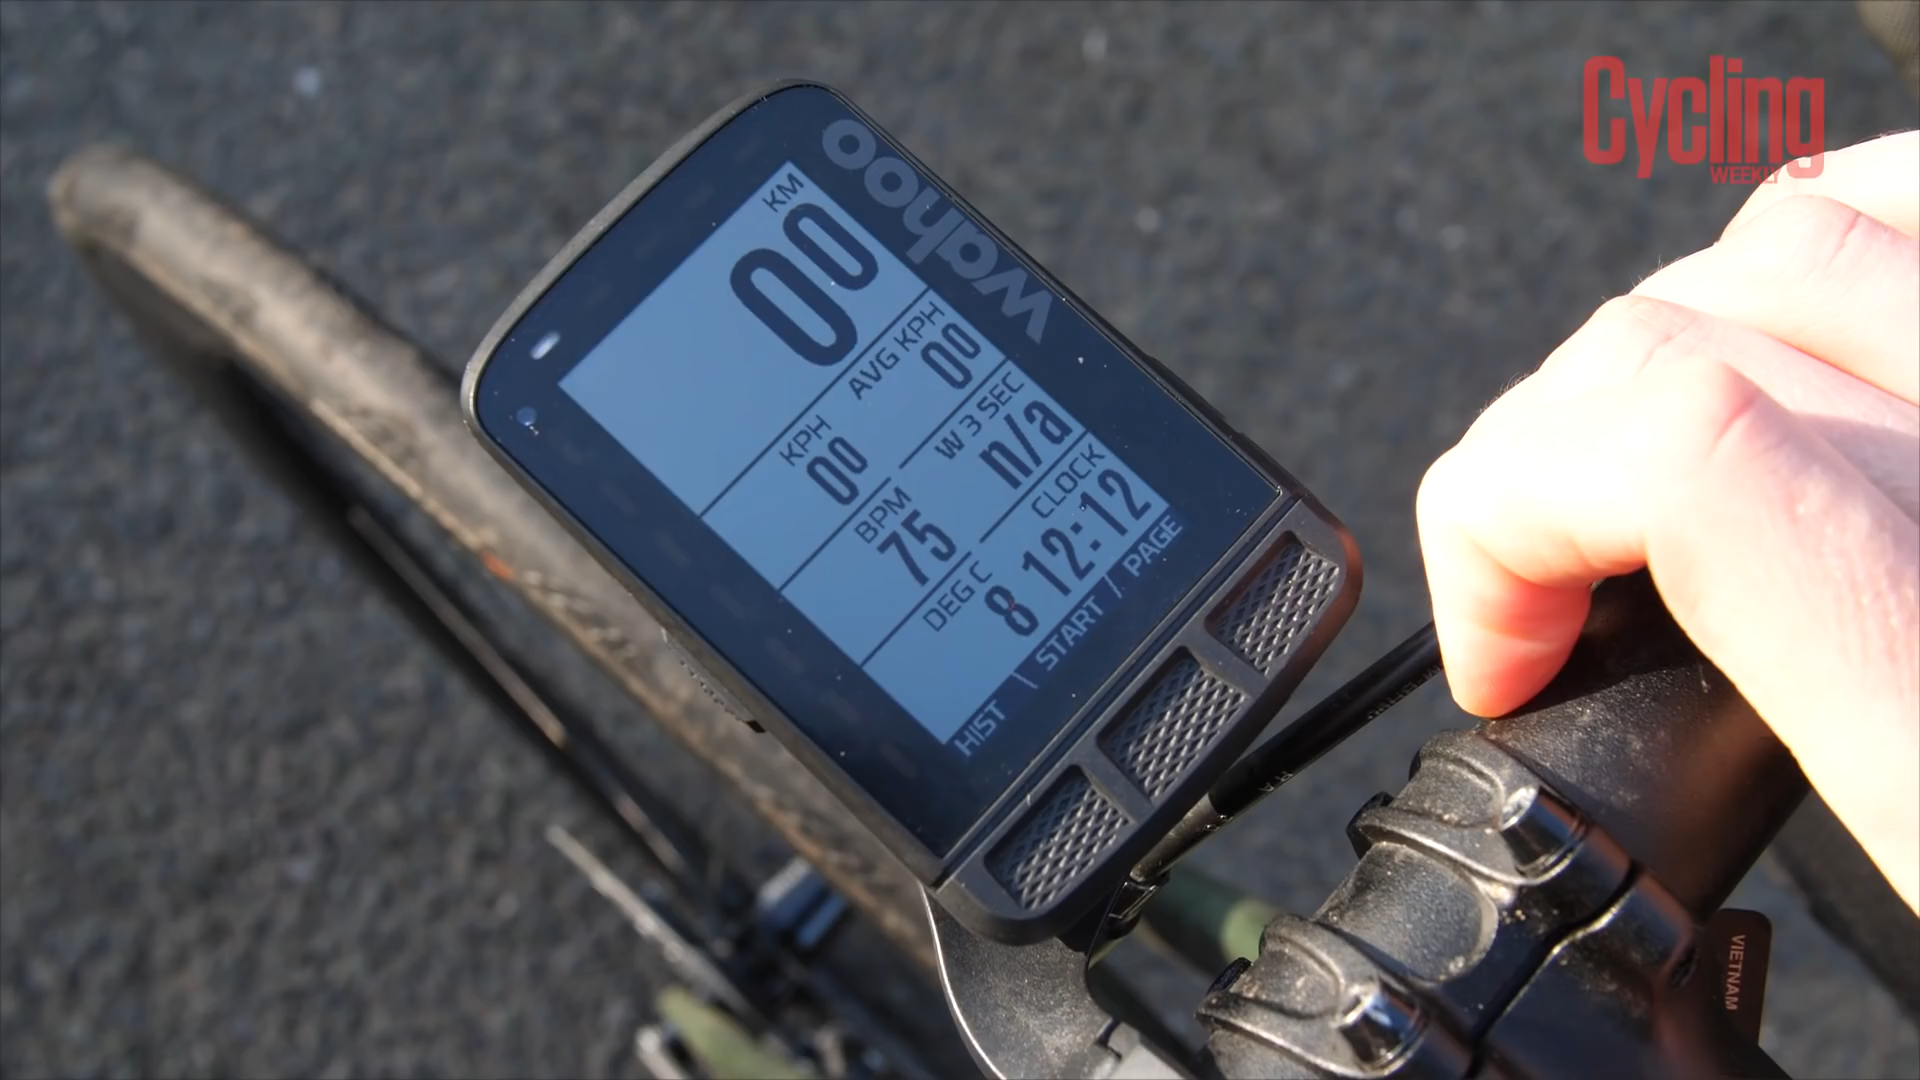 Cycling
WEEKLY
wahoo
KM
00
KPH
00
AVG KPH
00
BPM
75
W 3 SEC
n/a
DEG C
8
CLOCK
12:12
HIST \ START / PAGE
VIETNAM